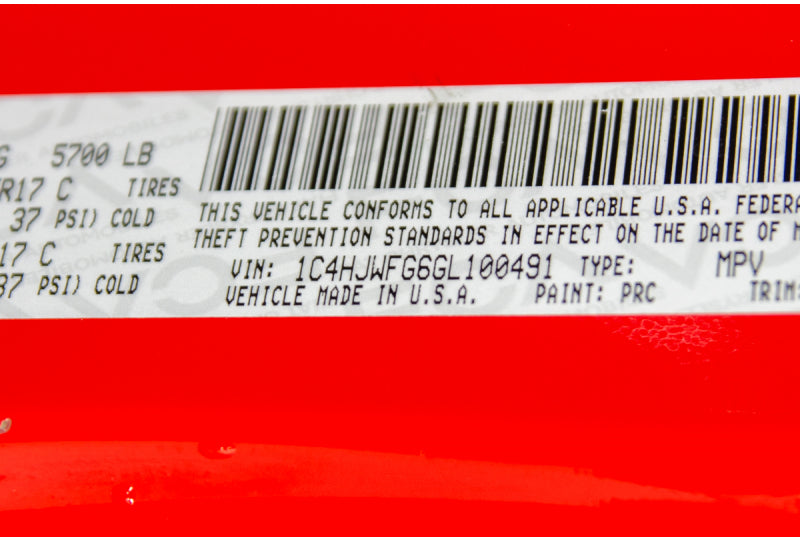 5700 LB
R17 C TIRES
37 PSI) COLD
17 C TIRES
37 PSI) COLD
THIS VEHICLE CONFORMS TO ALL APPLICABLE U.S.A. FEDERA
THEFT PREVENTION STANDARDS IN EFFECT ON THE DATE OF M
VIN: 1C4HJWFG6GL100491 TYPE: MPV
VEHICLE MADE IN U.S.A. PAINT: PRC TRIM: